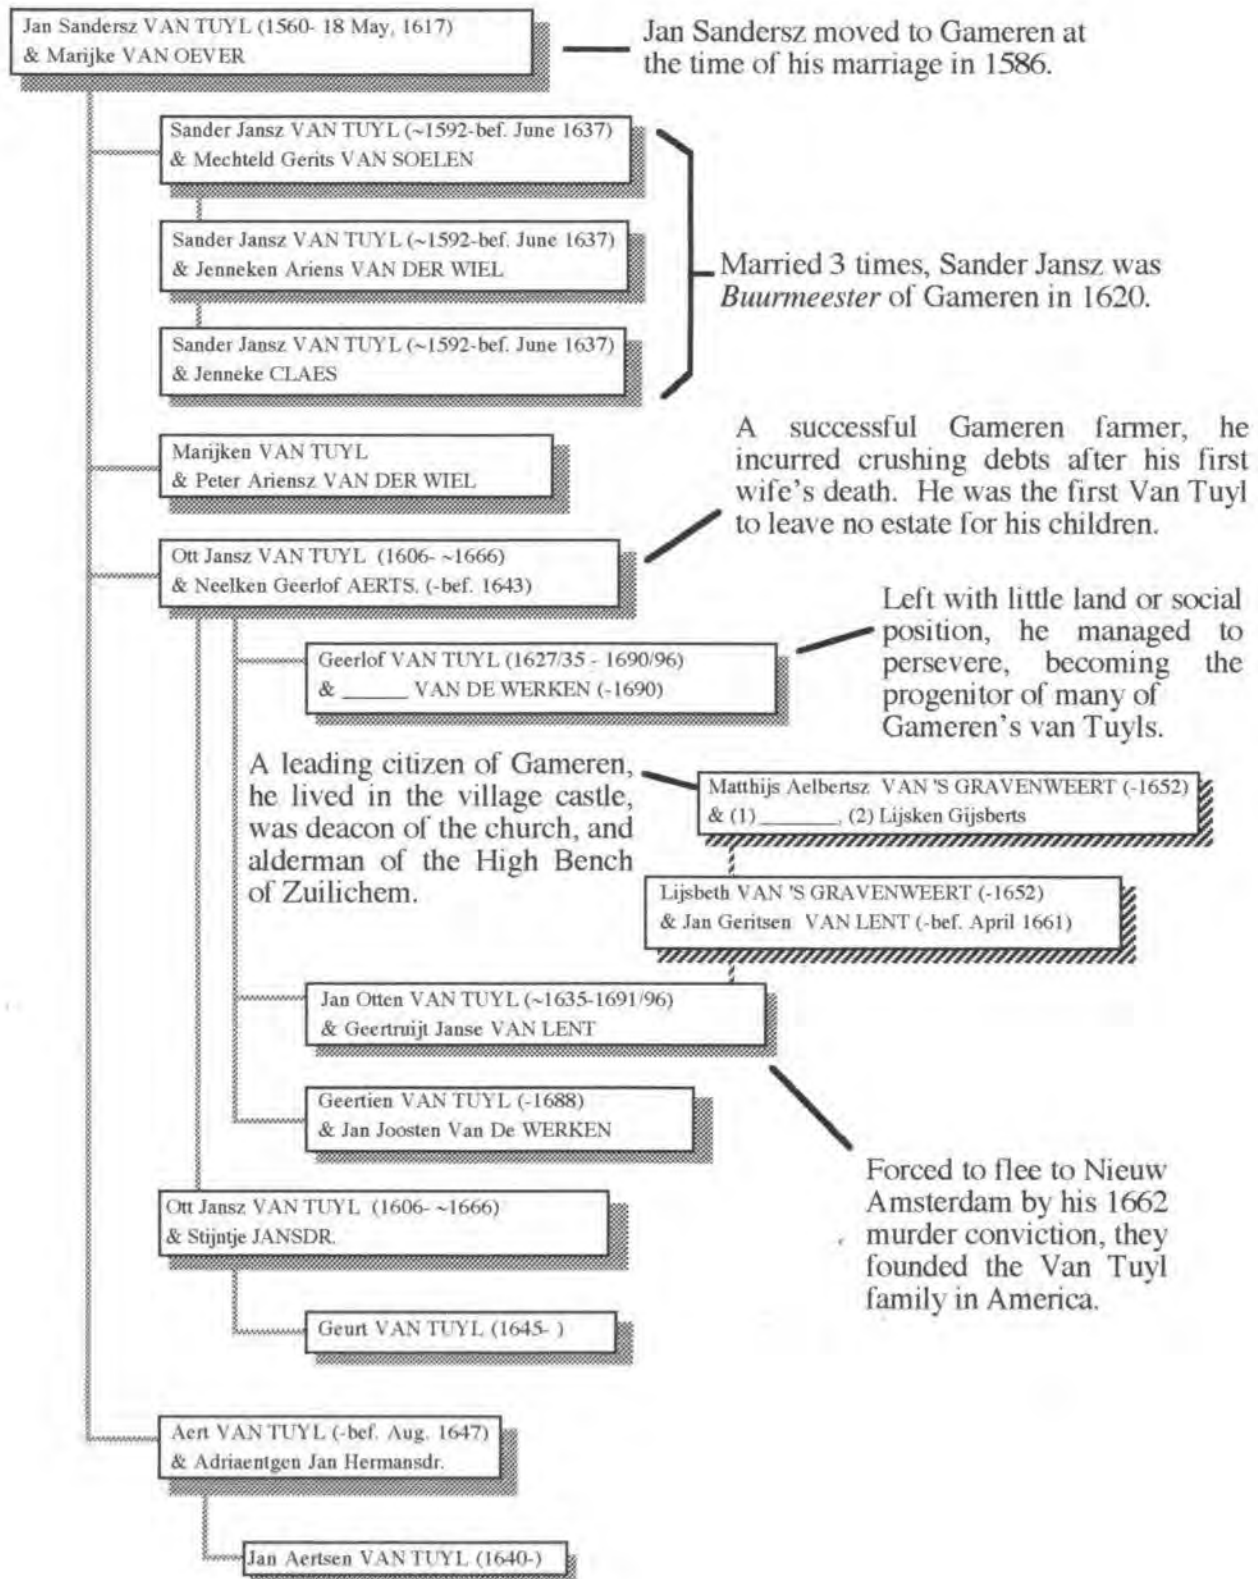 Jan Sandersz VAN TUYL (1560- 18 May, 1617)
& Marijke VAN OEVER
Jan Sandersz moved to Gameren at
the time of his marriage in 1586.
Sander Jansz VAN TUYL (~1592-bef. June 1637)
& Mechteld Gerits VAN SOELEN
Sander Jansz VAN TUYL (~1592-bef. June 1637)
& Jenneken Ariens VAN DER WIEL
Married 3 times, Sander Jansz was
Buurmeester of Gameren in 1620.
Sander Jansz VAN TUYL (~1592-bef. June 1637)
& Jenneke CLAES
Marijken VAN TUYL
& Peter Ariensz VAN DER WIEL
A successful Gameren farmer, he
incurred crushing debts after his first
wife's death. He was the first Van Tuyl
to leave no estate for his children.
Ott Jansz VAN TUYL (1606- ~1666)
& Neelken Geerlof AERTS. (-bef. 1643)
Left with little land or social
position, he managed to
persevere, becoming the
progenitor of many of
Gameren's van Tuyls.
Geerlof VAN TUYL (1627/35 - 1690/96)
& ______ VAN DE WERKEN (-1690)
A leading citizen of Gameren,
he lived in the village castle,
was deacon of the church, and
alderman of the High Bench
of Zuilichem.
Matthijs Aelbertsz VAN 'S GRAVENWEERT (-1652)
& (1) _______, (2) Lijsken Gijsberts
Lijsbeth VAN 'S GRAVENWEERT (-1652)
& Jan Geritsen VAN LENT (-bef. April 1661)
Jan Otten VAN TUYL (~1635-1691/96)
& Geertruijt Janse VAN LENT
Geertien VAN TUYL (-1688)
& Jan Joosten Van De WERKEN
Forced to flee to Nieuw
Amsterdam by his 1662
murder conviction, they
founded the Van Tuyl
family in America.
Ott Jansz VAN TUYL (1606- ~1666)
& Stijntje JANSDR.
Geurt VAN TUYL (1645- )
Aert VAN TUYL (-bef. Aug. 1647)
& Adriaentgen Jan Hermansdr.
Jan Aertsen VAN TUYL (1640-)